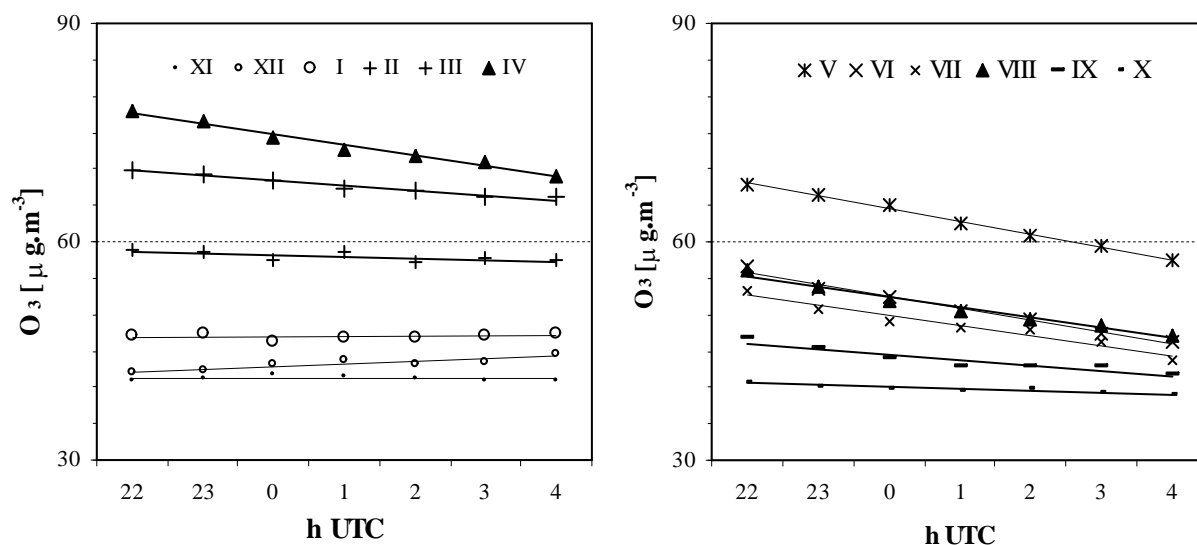 90
XI XII I II III IV
60
30
O 3 [ µ g.m-3 ]
22 23 0 1 2 3 4
h UTC
90
V VI VII VIII IX X
60
30
O3 [ µ g.m-3 ]
22 23 0 1 2 3 4
h UTC